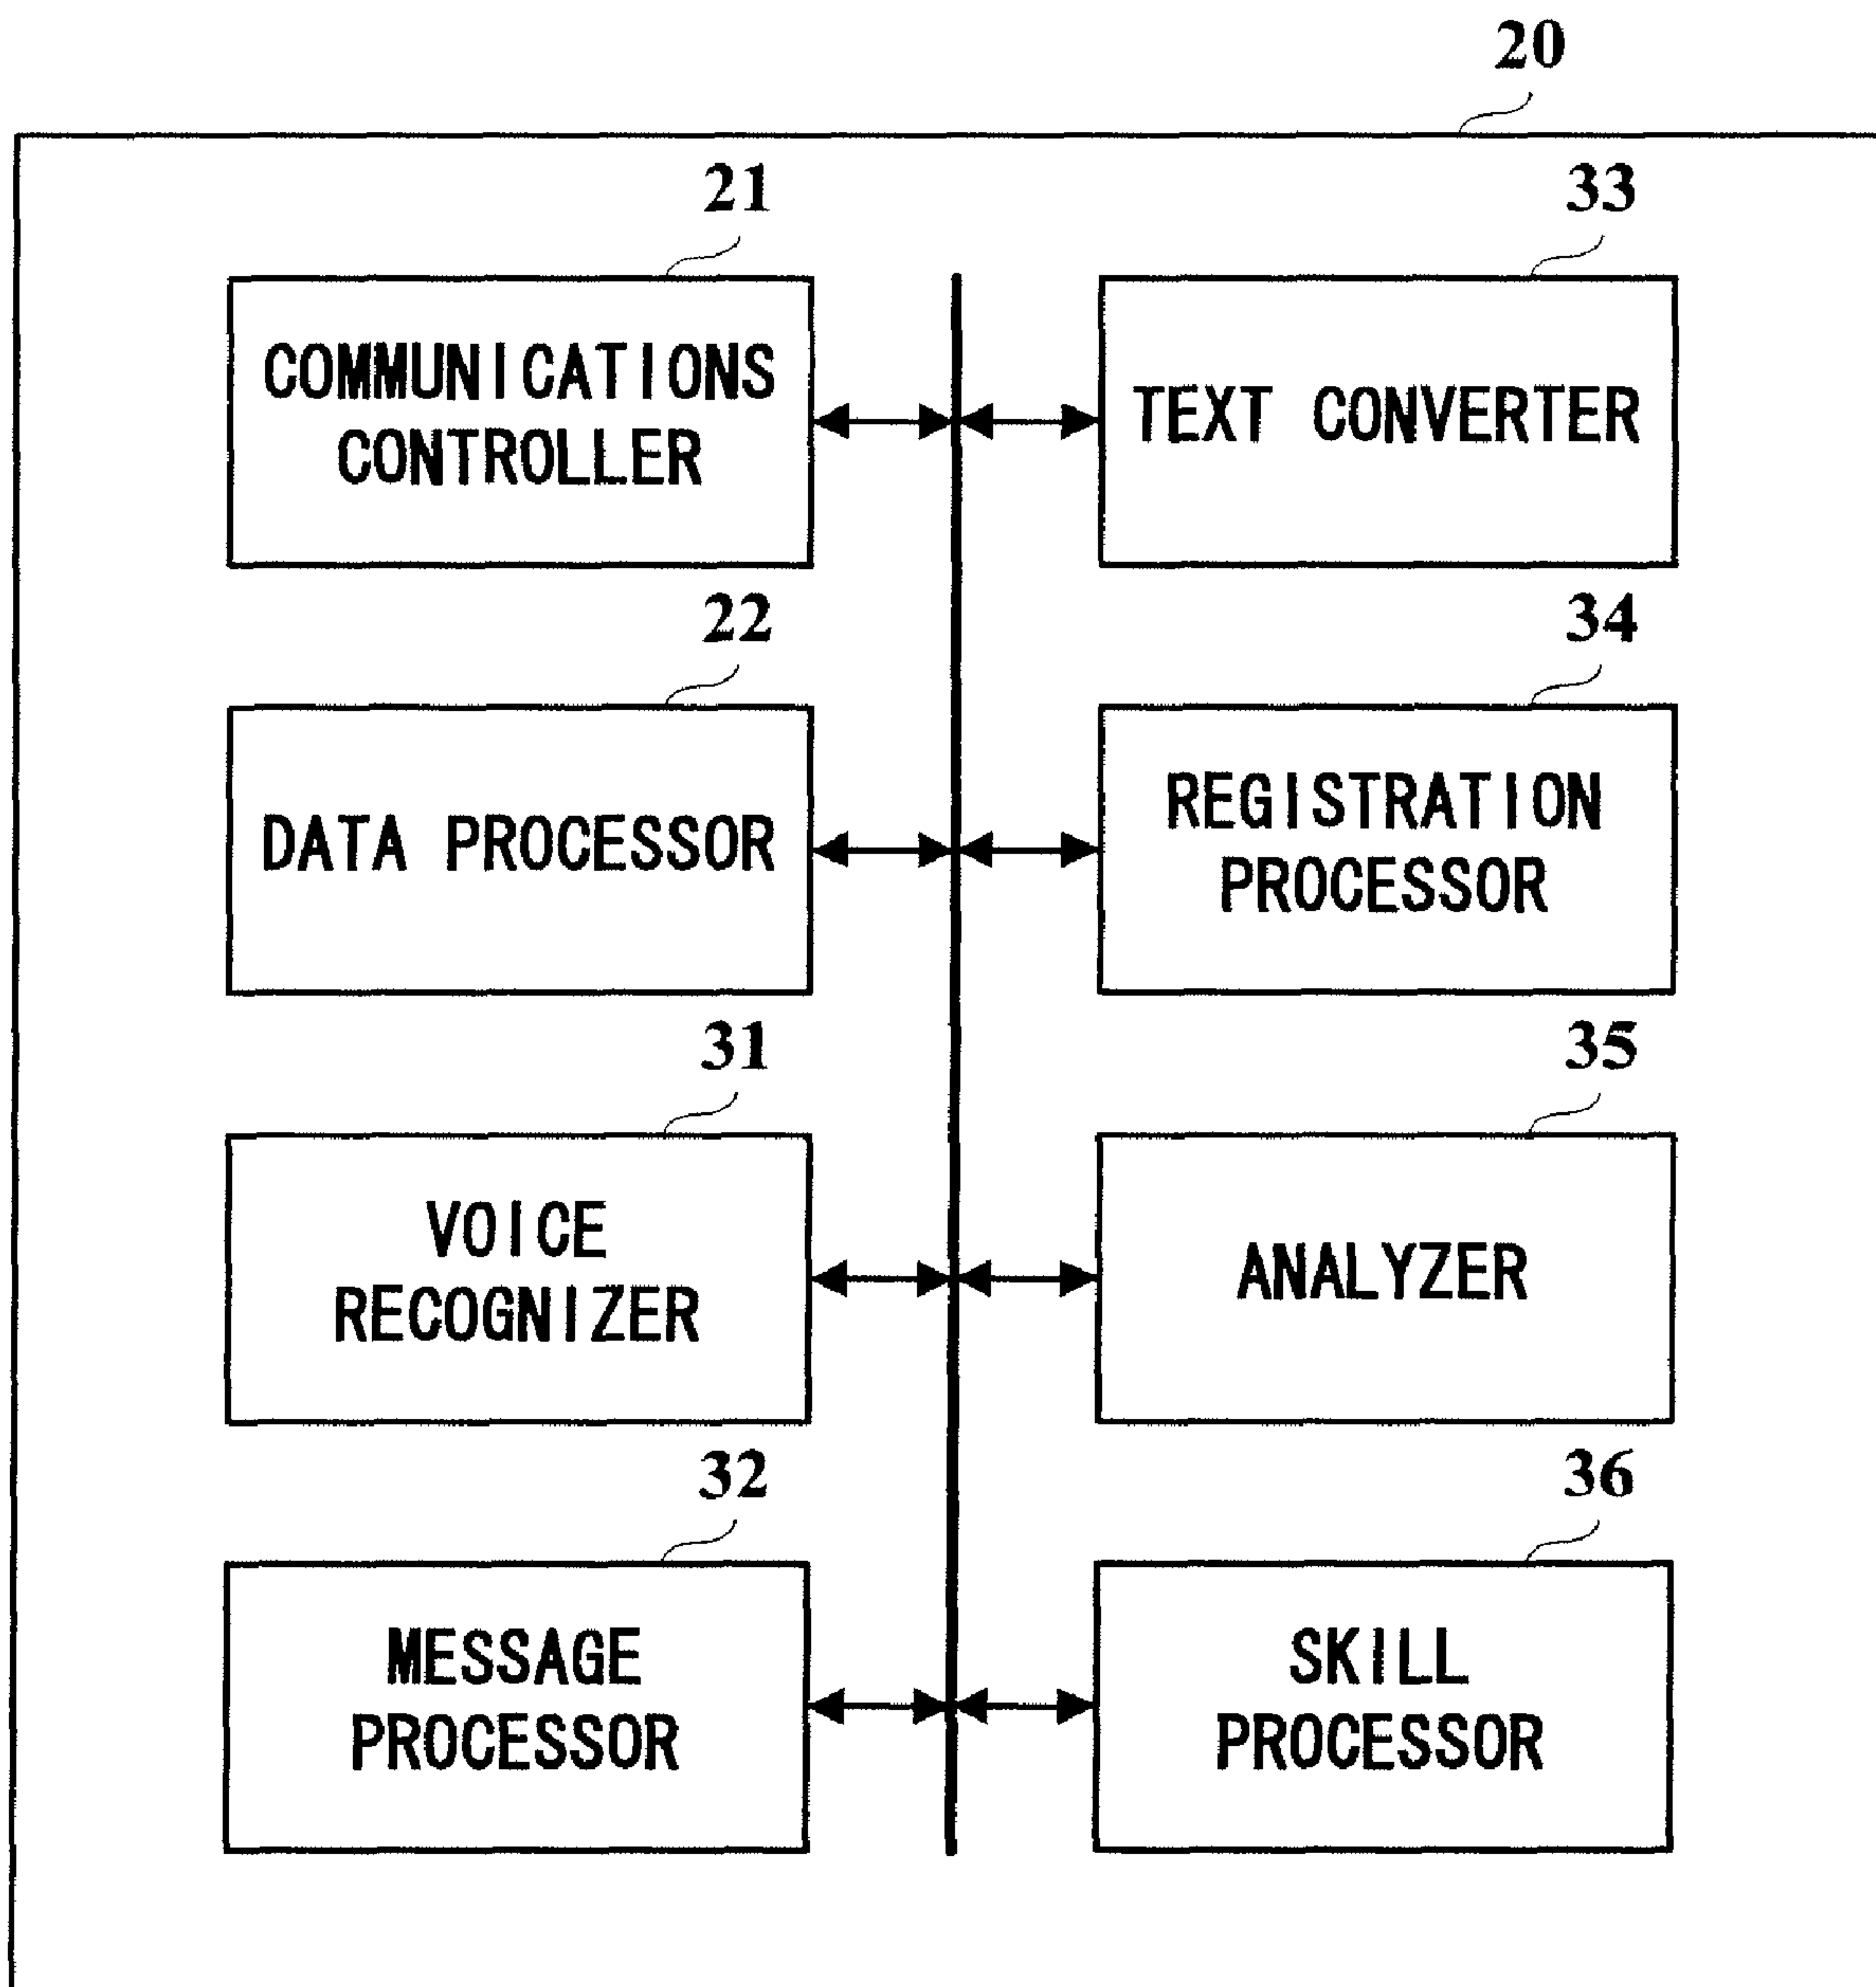 20
21
COMMUNICATIONS
CONTROLLER
33
TEXT CONVERTER
22
DATA PROCESSOR
34
REGISTRATION
PROCESSOR
31
VOICE
RECOGNIZER
35
ANALYZER
32
MESSAGE
PROCESSOR
36
SKILL
PROCESSOR